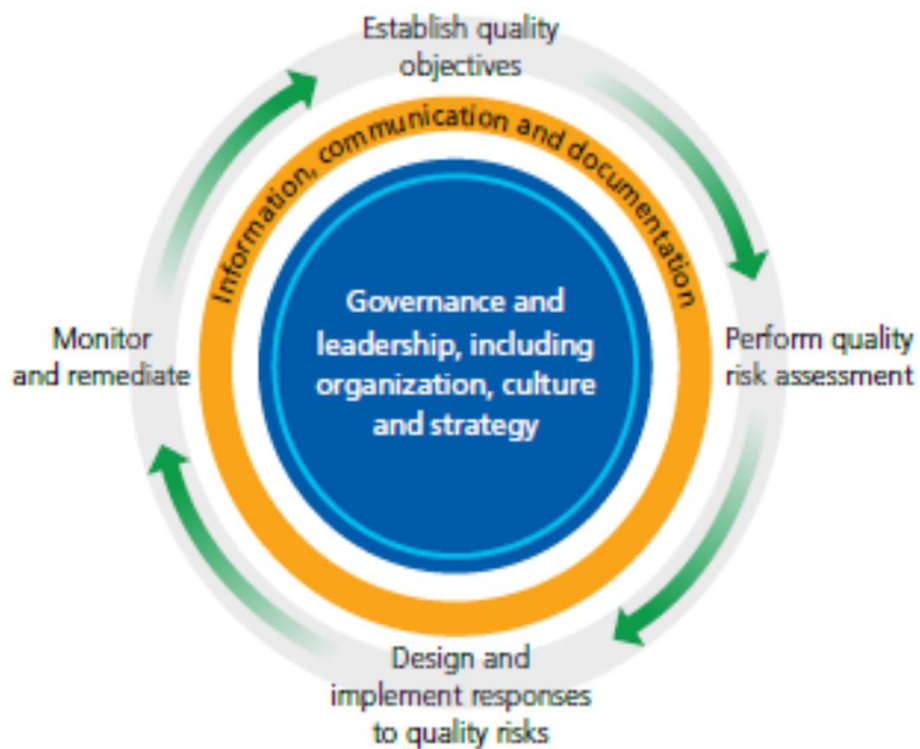 Establish quality
objectives
Information, communication and documentation
Governance and
leadership, including
organization, culture
and strategy
Monitor
and remediate
Perform quality
risk assessment
Design and
implement responses
to quality risks